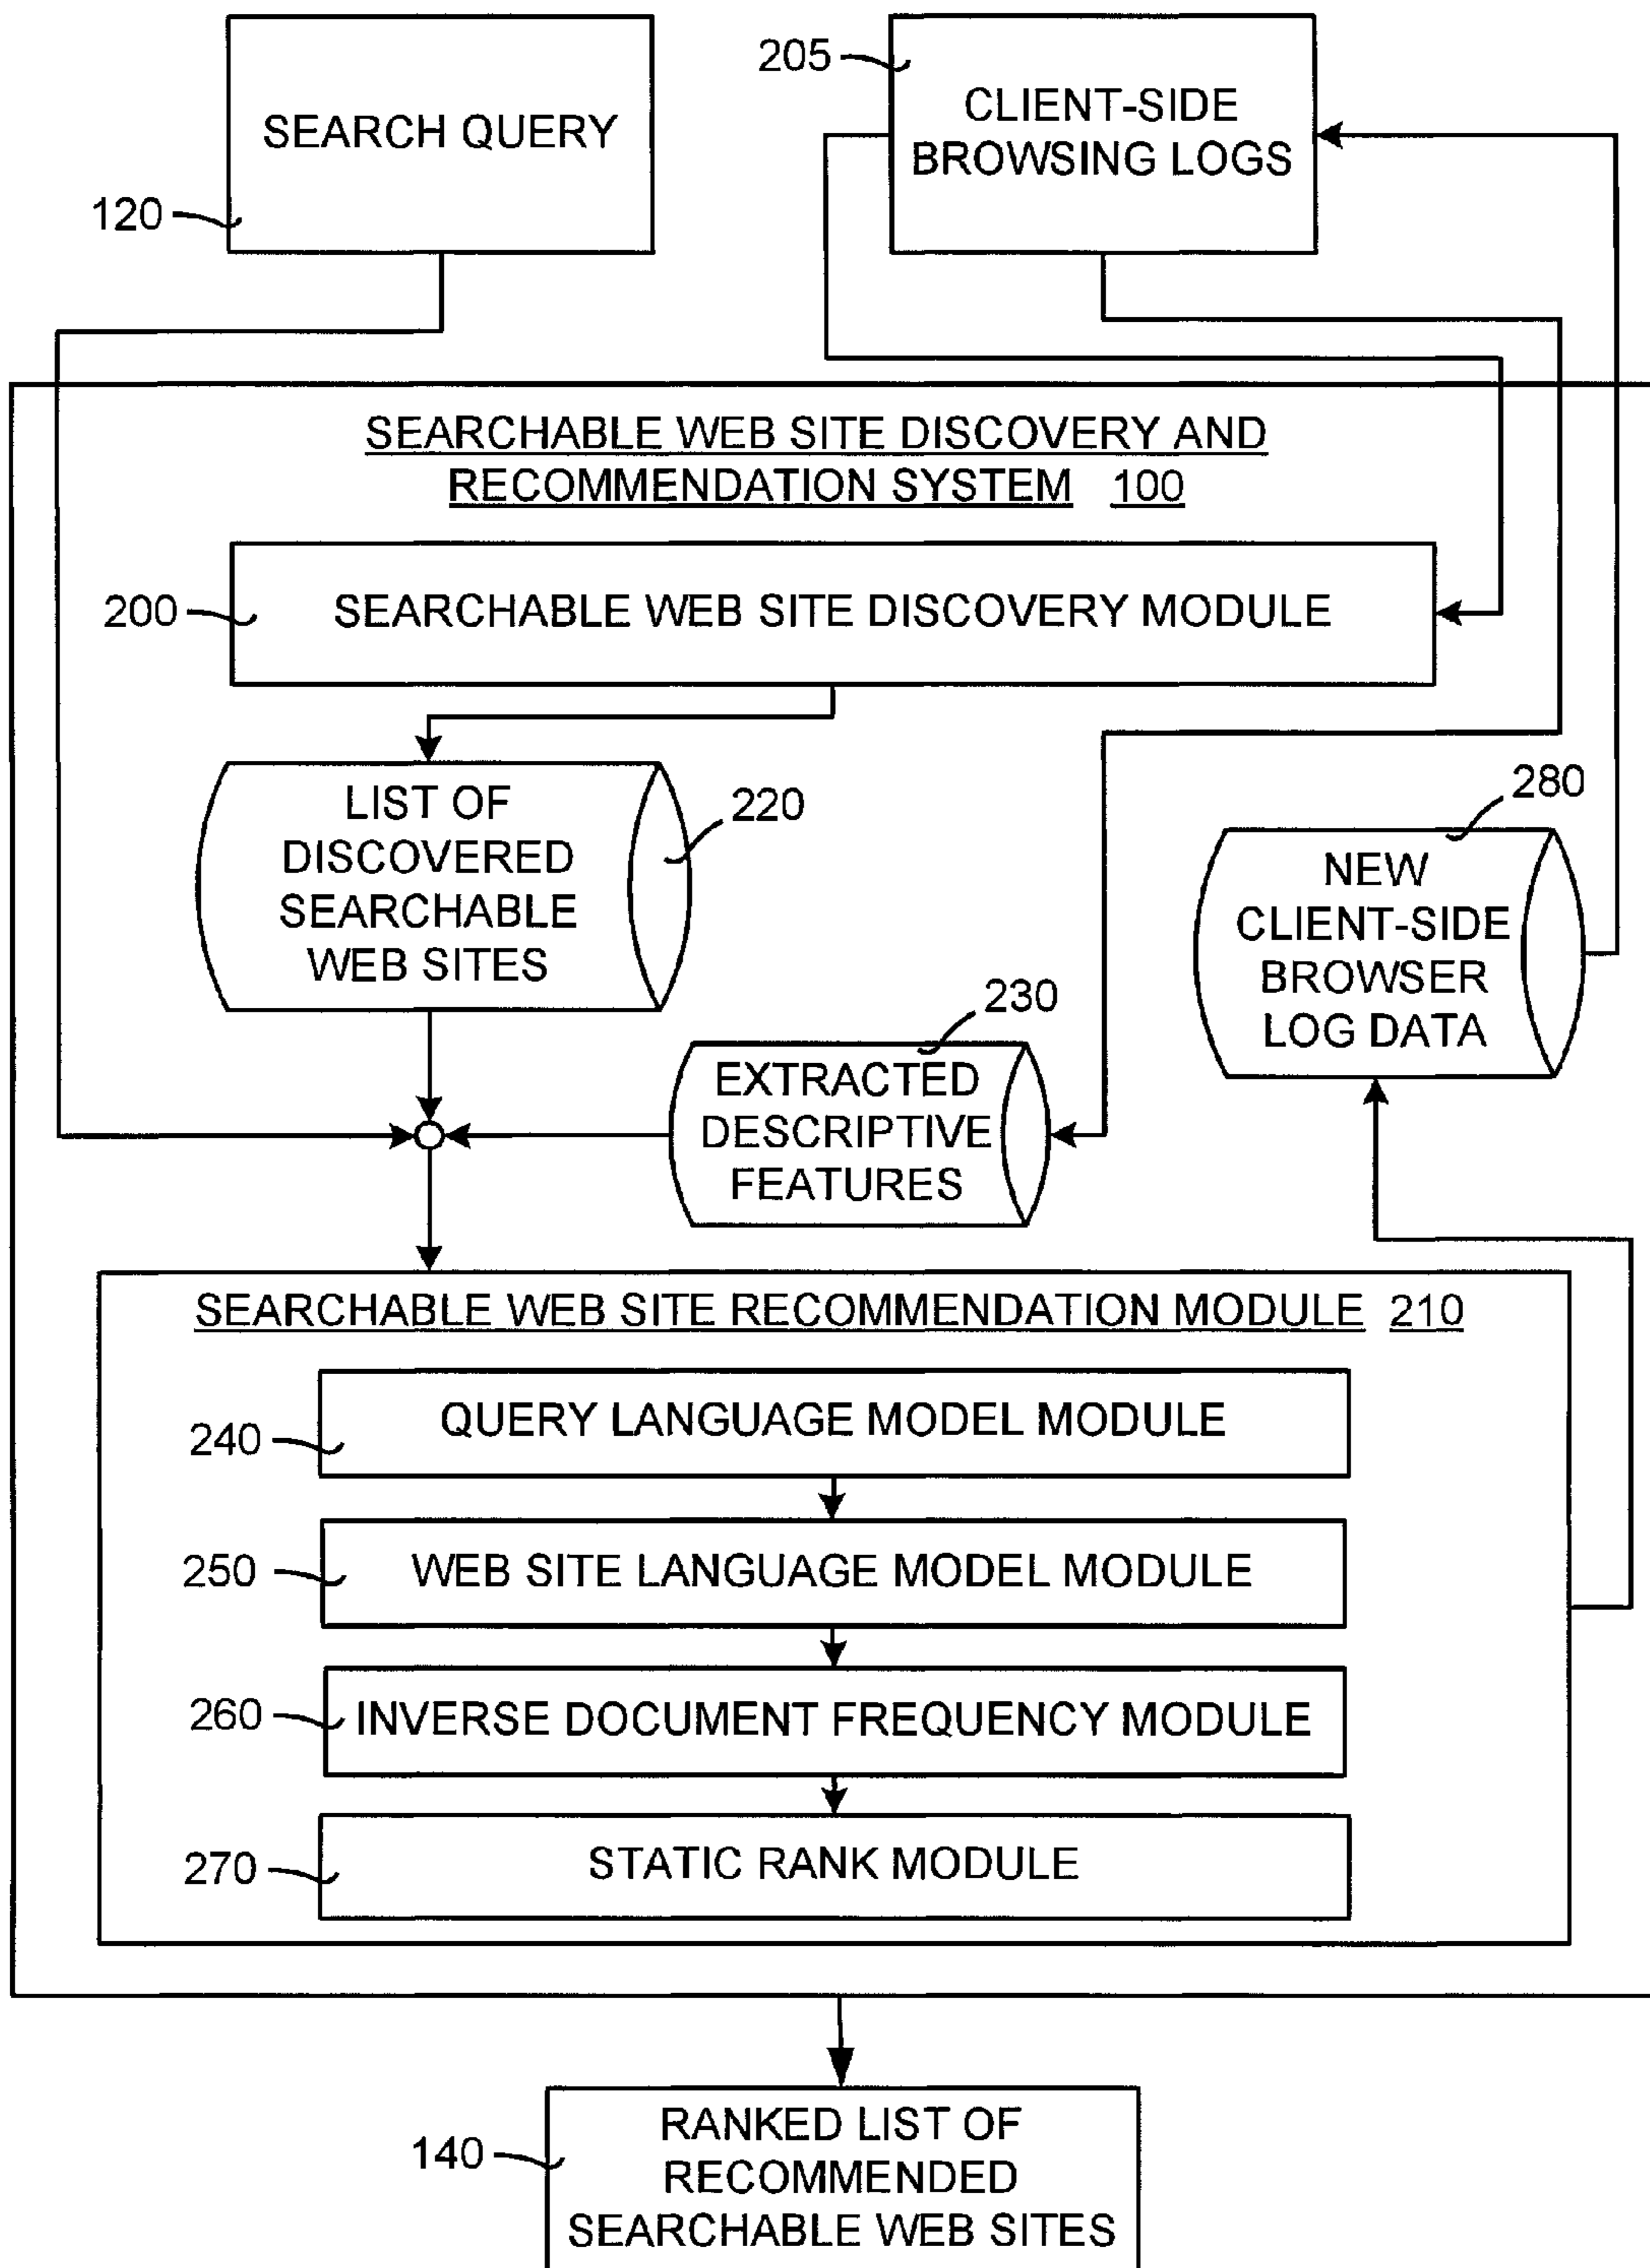 SEARCH QUERY
120
205
CLIENT-SIDE
BROWSING LOGS
SEARCHABLE WEB SITE DISCOVERY AND
RECOMMENDATION SYSTEM 100
200
SEARCHABLE WEB SITE DISCOVERY MODULE
LIST OF
DISCOVERED
SEARCHABLE
WEB SITES
220
280
NEW
CLIENT-SIDE
BROWSER
LOG DATA
230
EXTRACTED
DESCRIPTIVE
FEATURES
SEARCHABLE WEB SITE RECOMMENDATION MODULE 210
240
QUERY LANGUAGE MODEL MODULE
250
WEB SITE LANGUAGE MODEL MODULE
260
INVERSE DOCUMENT FREQUENCY MODULE
270
STATIC RANK MODULE
140
RANKED LIST OF
RECOMMENDED
SEARCHABLE WEB SITES